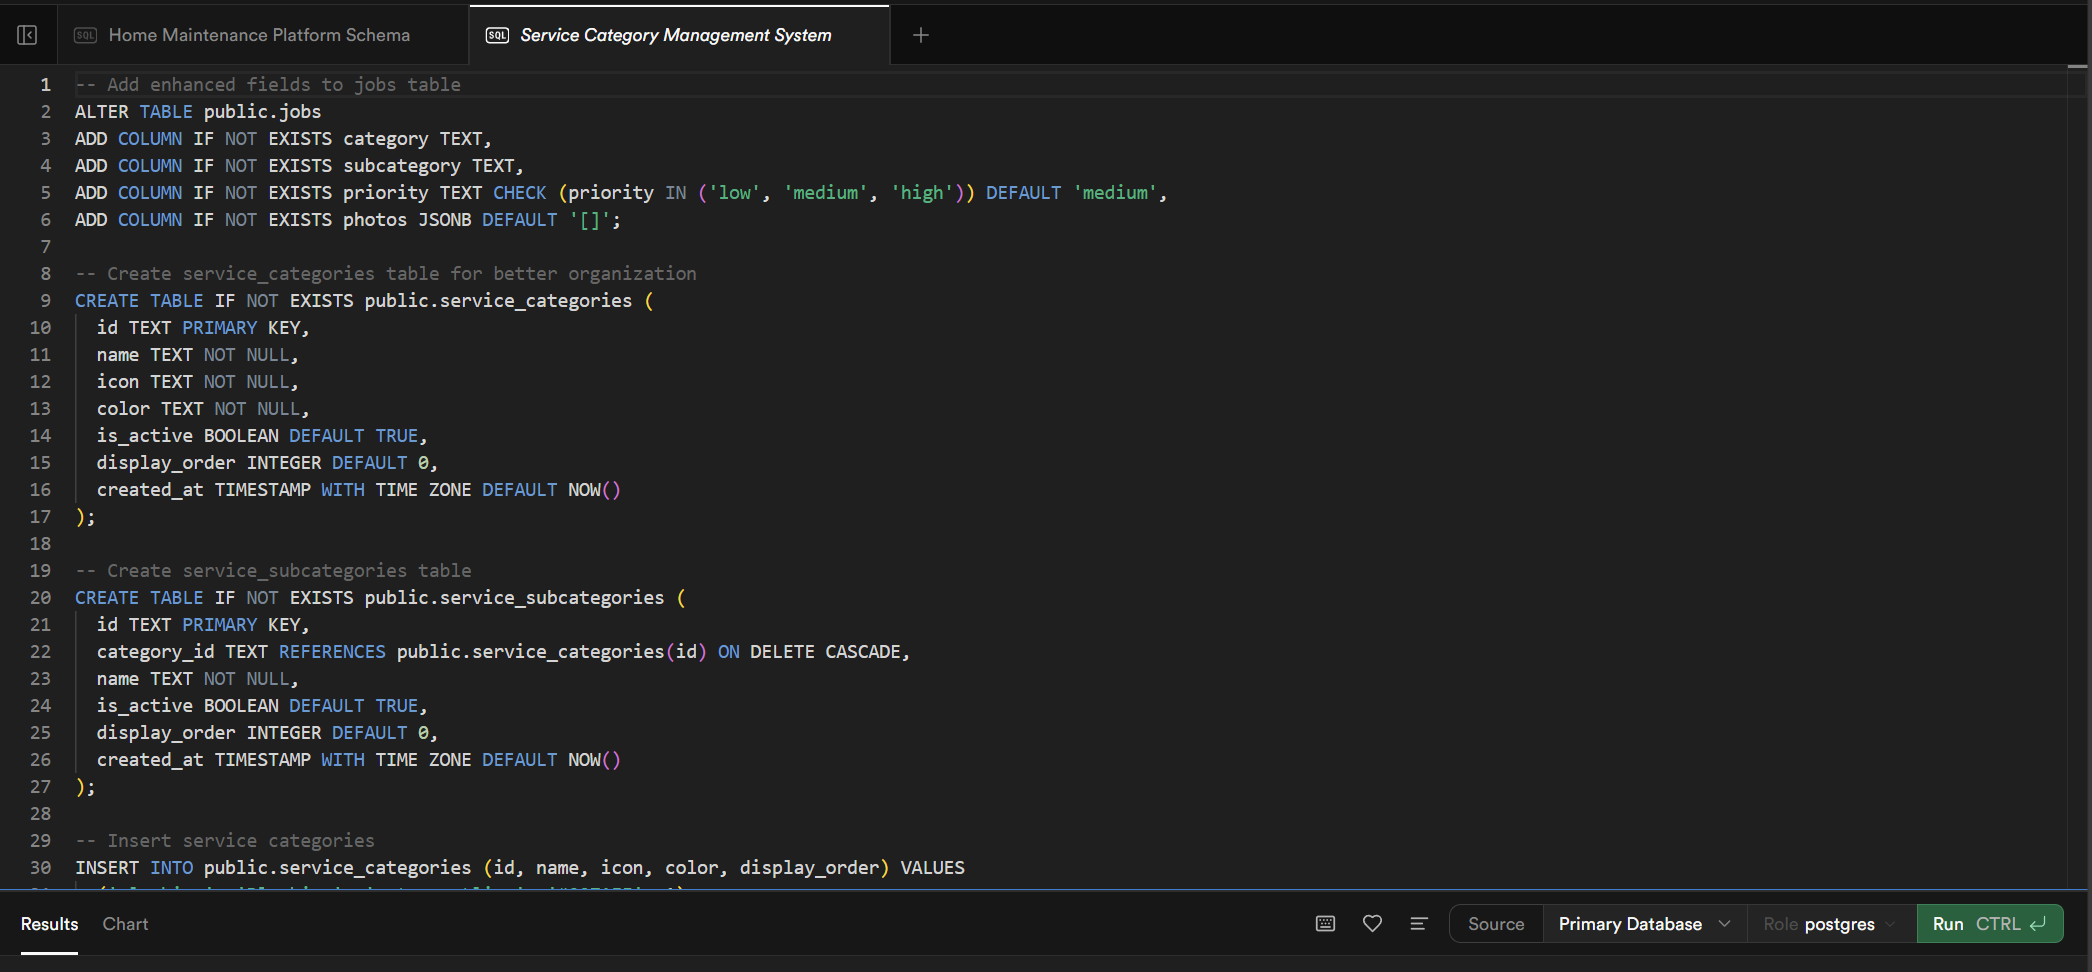 SQL Home Maintenance Platform Schema
SQL Service Category Management System
1 -- Add enhanced fields to jobs table
2 ALTER TABLE public.jobs
3 ADD COLUMN IF NOT EXISTS category TEXT,
4 ADD COLUMN IF NOT EXISTS subcategory TEXT,
5 ADD COLUMN IF NOT EXISTS priority TEXT CHECK (priority IN ('low', 'medium', 'high')) DEFAULT 'medium',
6 ADD COLUMN IF NOT EXISTS photos JSONB DEFAULT '[]';
7
8 -- Create service_categories table for better organization
9 CREATE TABLE IF NOT EXISTS public.service_categories (
10 id TEXT PRIMARY KEY,
11 name TEXT NOT NULL,
12 icon TEXT NOT NULL,
13 color TEXT NOT NULL,
14 is_active BOOLEAN DEFAULT TRUE,
15 display_order INTEGER DEFAULT 0,
16 created_at TIMESTAMP WITH TIME ZONE DEFAULT NOW()
17 );
18
19 -- Create service_subcategories table
20 CREATE TABLE IF NOT EXISTS public.service_subcategories (
21 id TEXT PRIMARY KEY,
22 category_id TEXT REFERENCES public.service_categories(id) ON DELETE CASCADE,
23 name TEXT NOT NULL,
24 is_active BOOLEAN DEFAULT TRUE,
25 display_order INTEGER DEFAULT 0,
26 created_at TIMESTAMP WITH TIME ZONE DEFAULT NOW()
27 );
28
29 -- Insert service categories
30 INSERT INTO public.service_categories (id, name, icon, color, display_order) VALUES
Results Chart Source Primary Database Role postgres Run CTRL